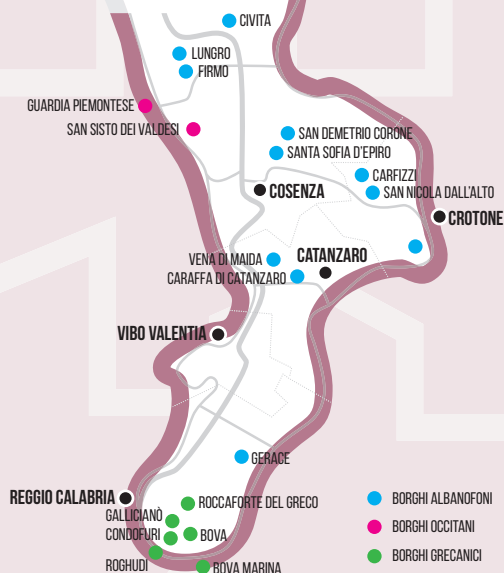 CIVITA
LUNGRO
FIRMO
GUARDIA PIEMONTESE
SAN SISTO DEI VALDESI
SAN DEMETRIO CORONE
SANTA SOFIA D'EPIRO
CARFIZZI
SAN NICOLA DALL'ALTO
COSENZA
CROTONE
CATANZARO
VENA DI MAIDA
CARAFFA DI CATANZARO
VIBO VALENTIA
GERACE
REGGIO CALABRIA
ROCCAFORTE DEL GRECO
GALLICIANÒ
CONDOFURI
BOVA
ROGHUDI
BOVA MARINA
BORGHI ALBANOFONI
BORGHI OCCITANI
BORGHI GRECANICI